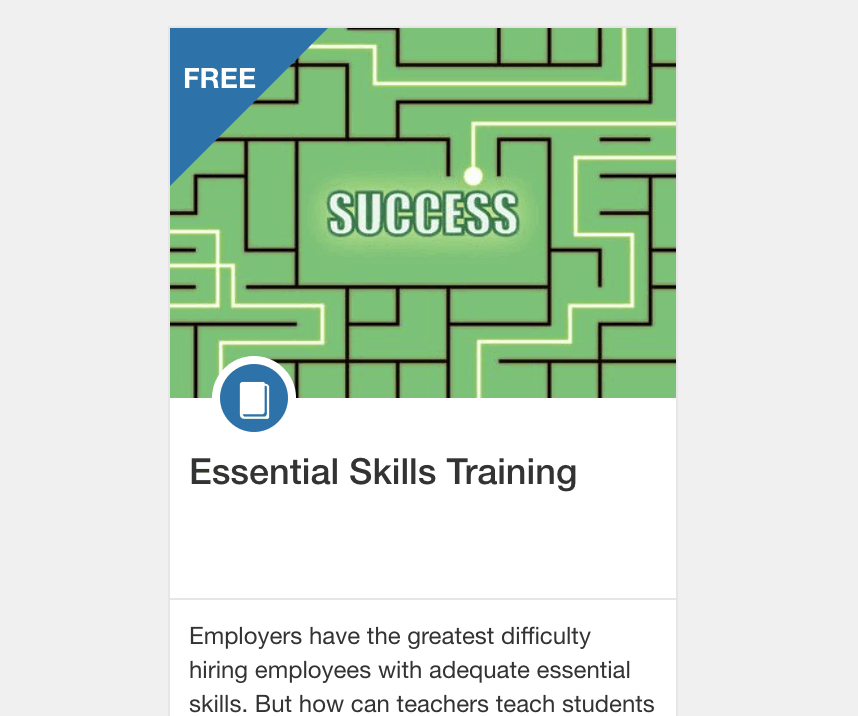 FREE
SUCCESS
Essential Skills Training
Employers have the greatest difficulty
hiring employees with adequate essential
skills. But how can teachers teach students